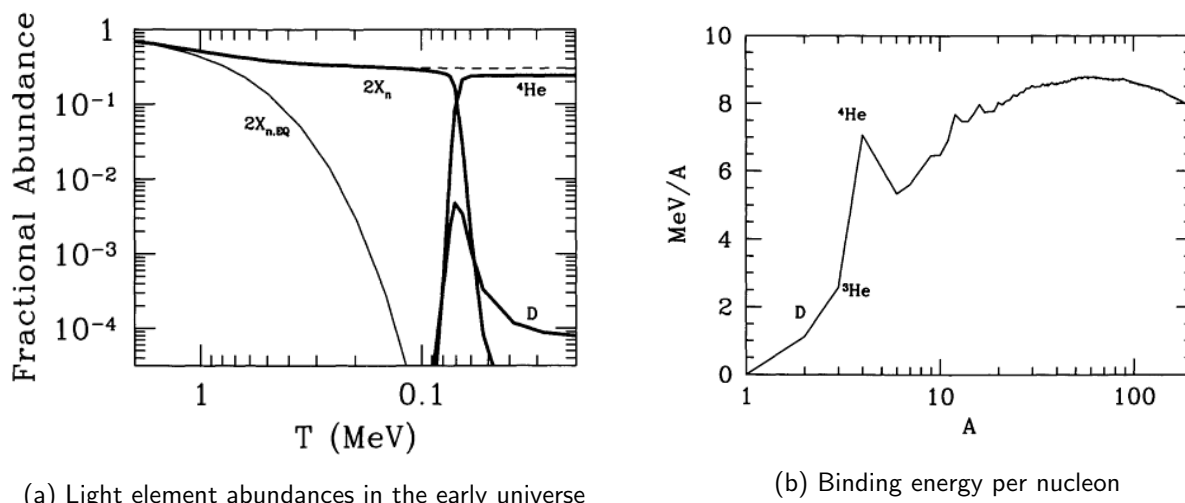 Fractional Abundance
1
10⁻¹
10⁻²
10⁻³
10⁻⁴
2Xₙ
⁴He
2Xₙ,EQ
D
1
0.1
T (MeV)
(a) Light element abundances in the early universe
MeV/A
10
8
6
4
2
0
⁴He
D
³He
1
10
100
A
(b) Binding energy per nucleon